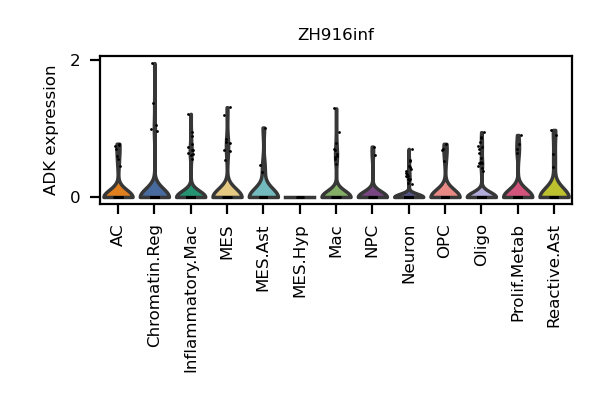 ZH916inf
ADK expression
2
0
AC
Chromatin.Reg
Inflammatory.Mac
MES
MES.Ast
MES.Hyp
Mac
NPC
Neuron
OPC
Oligo
Prolif.Metab
Reactive.Ast